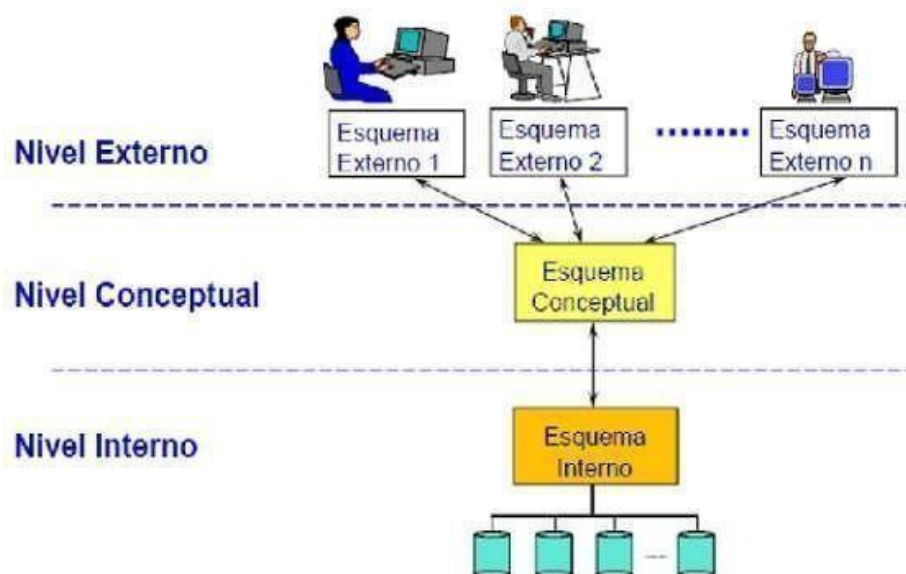 Nivel Externo
Esquema
Externo 1
Esquema
Externo 2
Esquema
Externo n
Nivel Conceptual
Esquema
Conceptual
Nivel Interno
Esquema
Interno